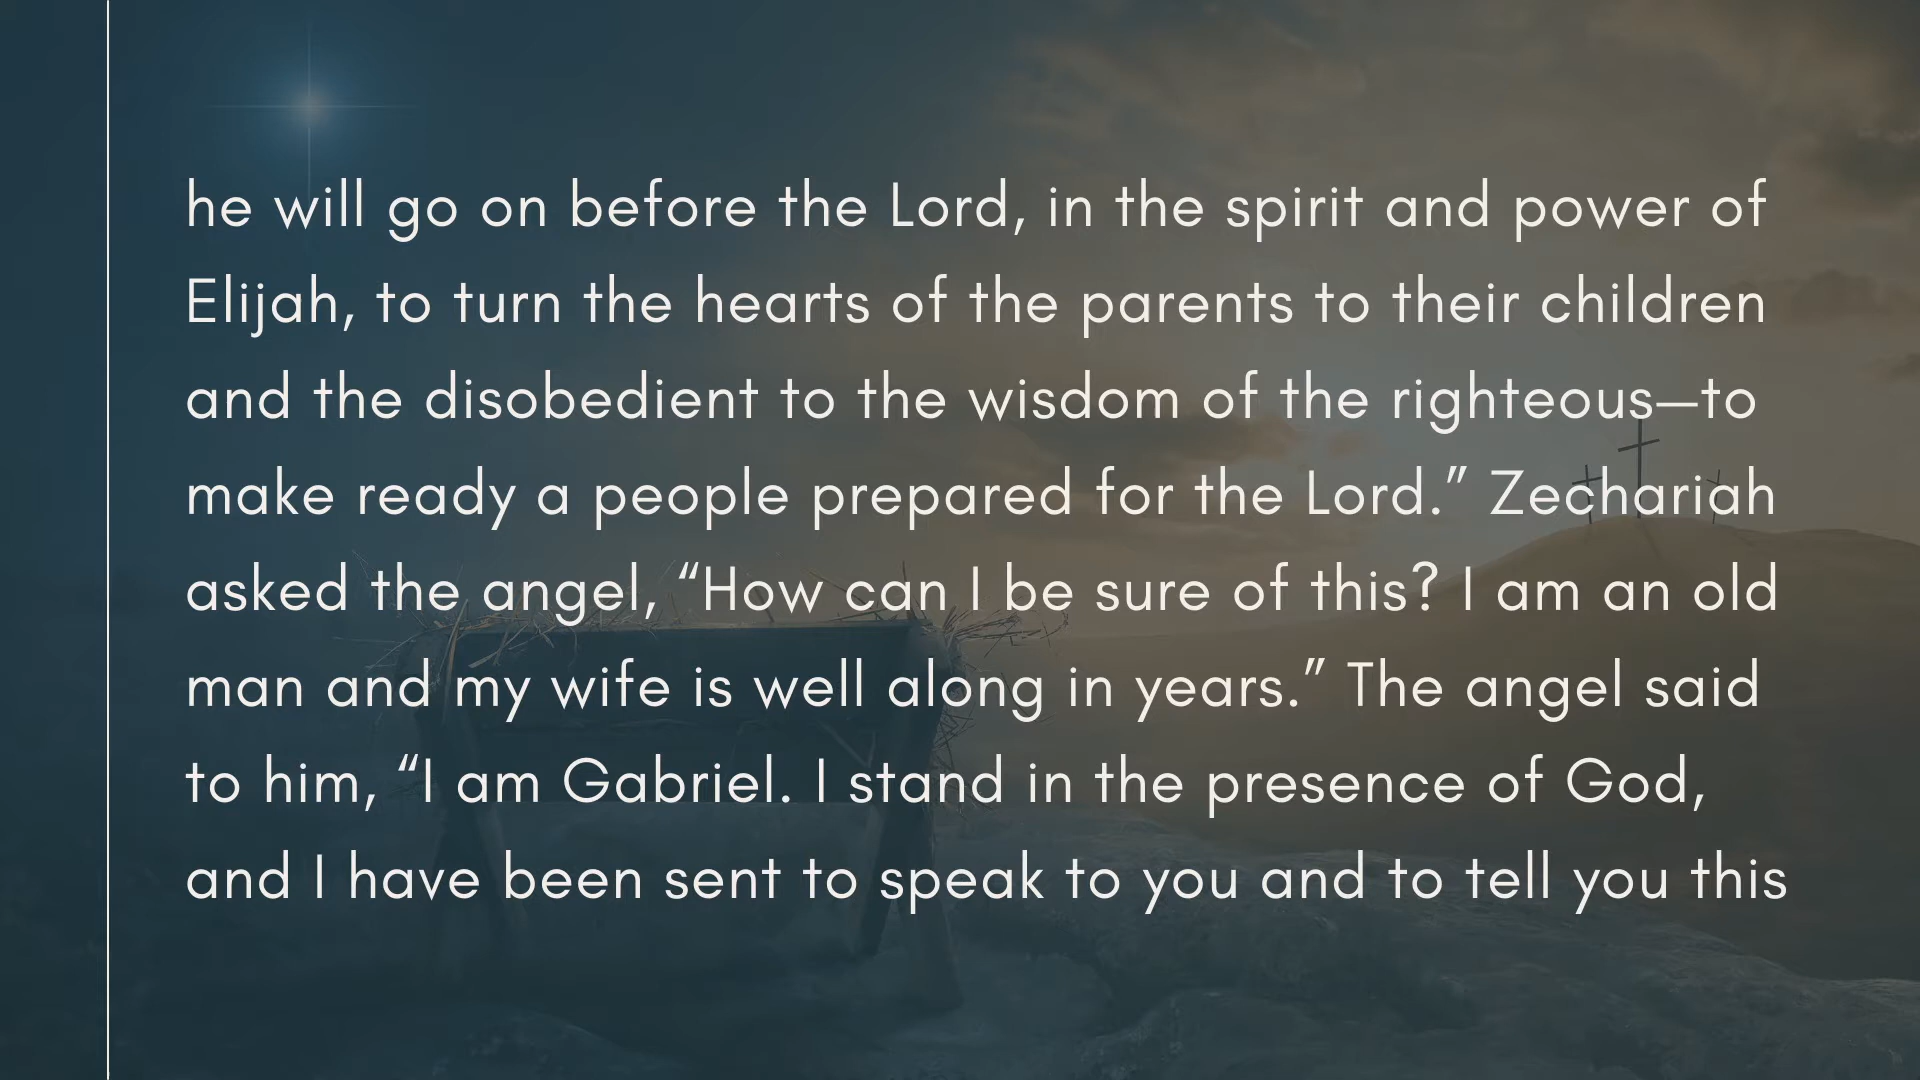 he will go on before the Lord, in the spirit and power of
Elijah, to turn the hearts of the parents to their children
and the disobedient to the wisdom of the righteous—to
make ready a people prepared for the Lord.” Zechariah
asked the angel, “How can I be sure of this? I am an old
man and my wife is well along in years.” The angel said
to him, “I am Gabriel. I stand in the presence of God,
and I have been sent to speak to you and to tell you this